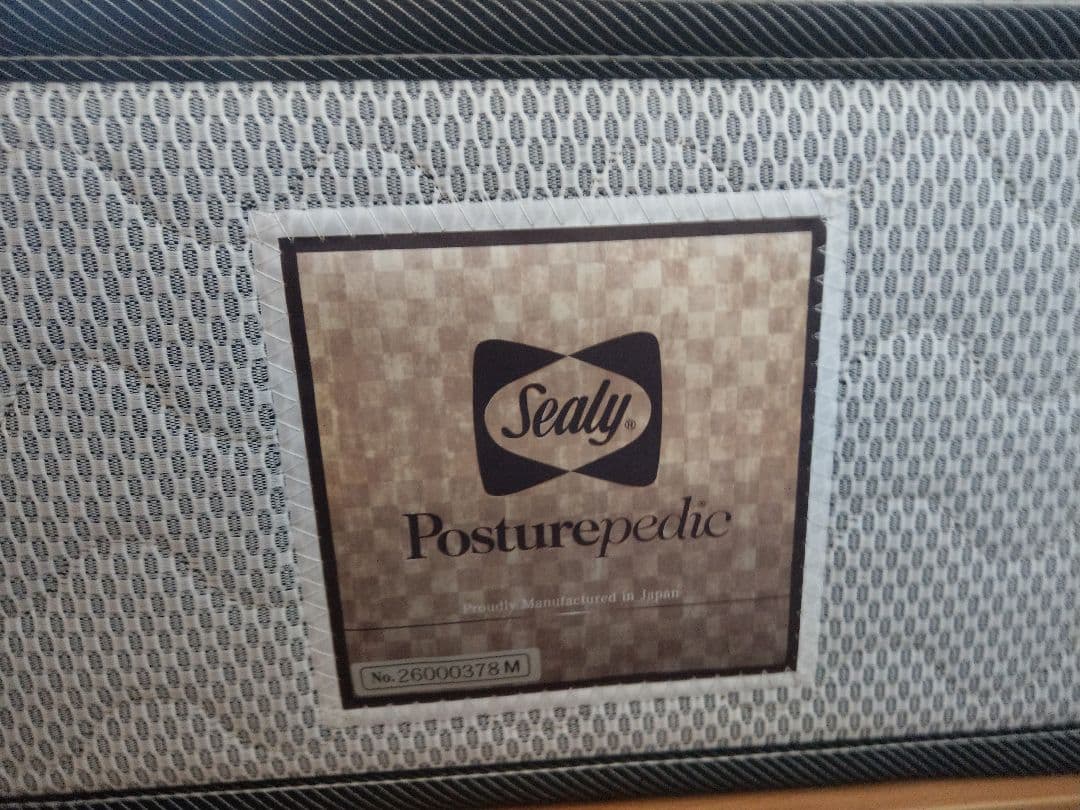 Sealy®
Posturepedic
Proudly Manufactured in Japan
No. 26000378 M